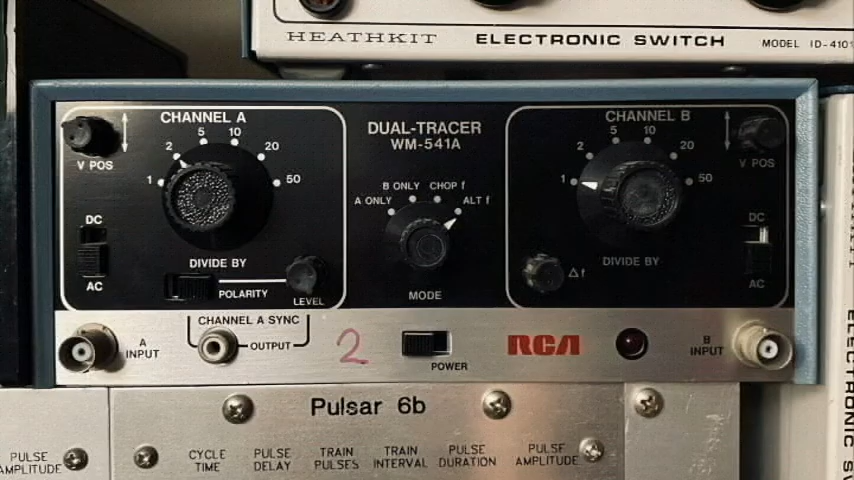 HEATHKIT ELECTRONIC SWITCH MODEL ID-4101
CHANNEL A
DUAL-TRACER
WM-541A
CHANNEL B
V POS
1 2 5 10 20 50
B ONLY CHOP f
A ONLY ALT f
MODE
1 2 5 10 20 50
V POS
DC
AC
DIVIDE BY
POLARITY
LEVEL
Δf
DIVIDE BY
DC
AC
A
INPUT
CHANNEL A SYNC
OUTPUT
2
POWER
RCA
B
INPUT
Pulsar 6b
PULSE
AMPLITUDE
CYCLE
TIME
PULSE
DELAY
TRAIN
PULSES
TRAIN
INTERVAL
PULSE
DURATION
PULSE
AMPLITUDE